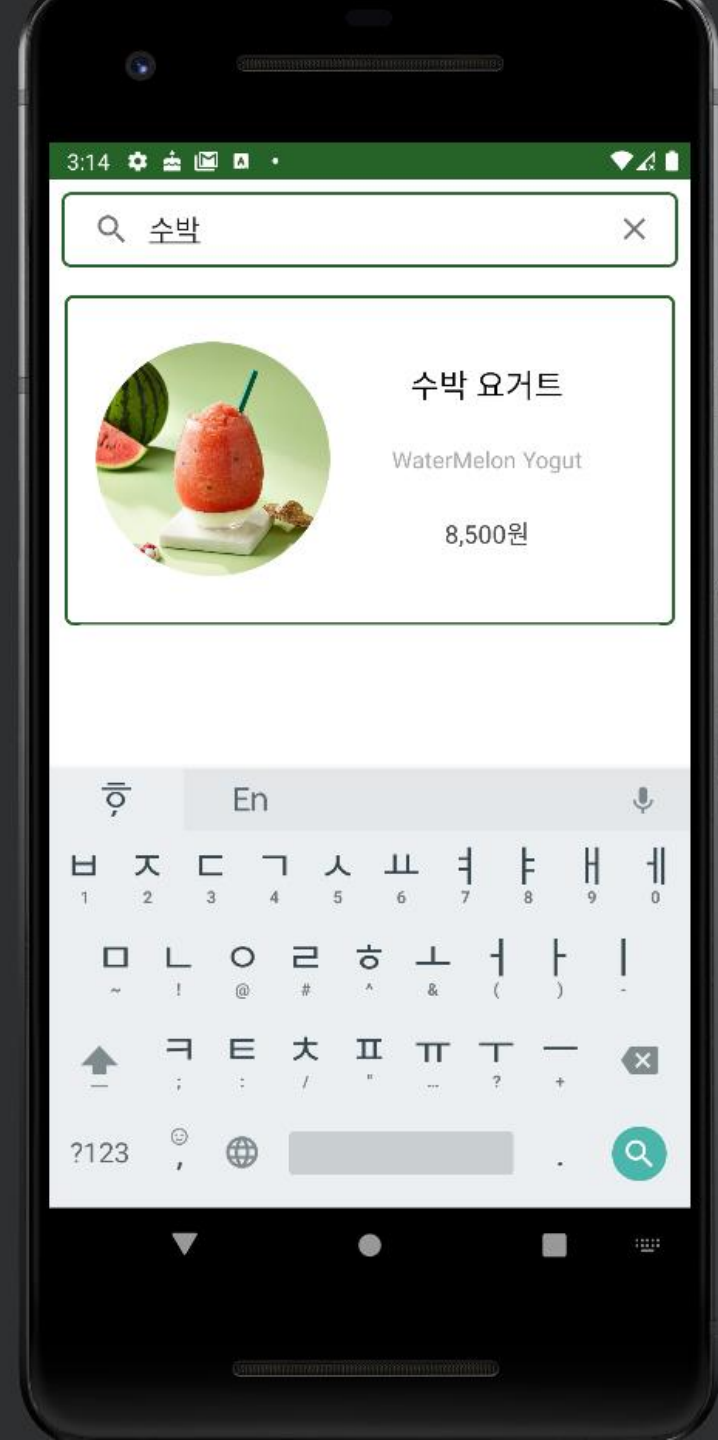 3:14
수박
수박 요거트
WaterMelon Yogut
8,500원
ㅎ, En
ㅂ ㅈ ㄷ ㄱ ㅅ ㅛ ㅕ ㅑ ㅐ ㅔ
1 2 3 4 5 6 7 8 9 0
ㅁ ㄴ ㅇ ㄹ ㅎ ㅗ ㅓ ㅏ ㅣ
~ ! @ # ^ & ( ) -
ㅋ ㅌ ㅊ ㅍ ㅠ ㅜ ㅡ
; : / " ... ? +
?123 , .